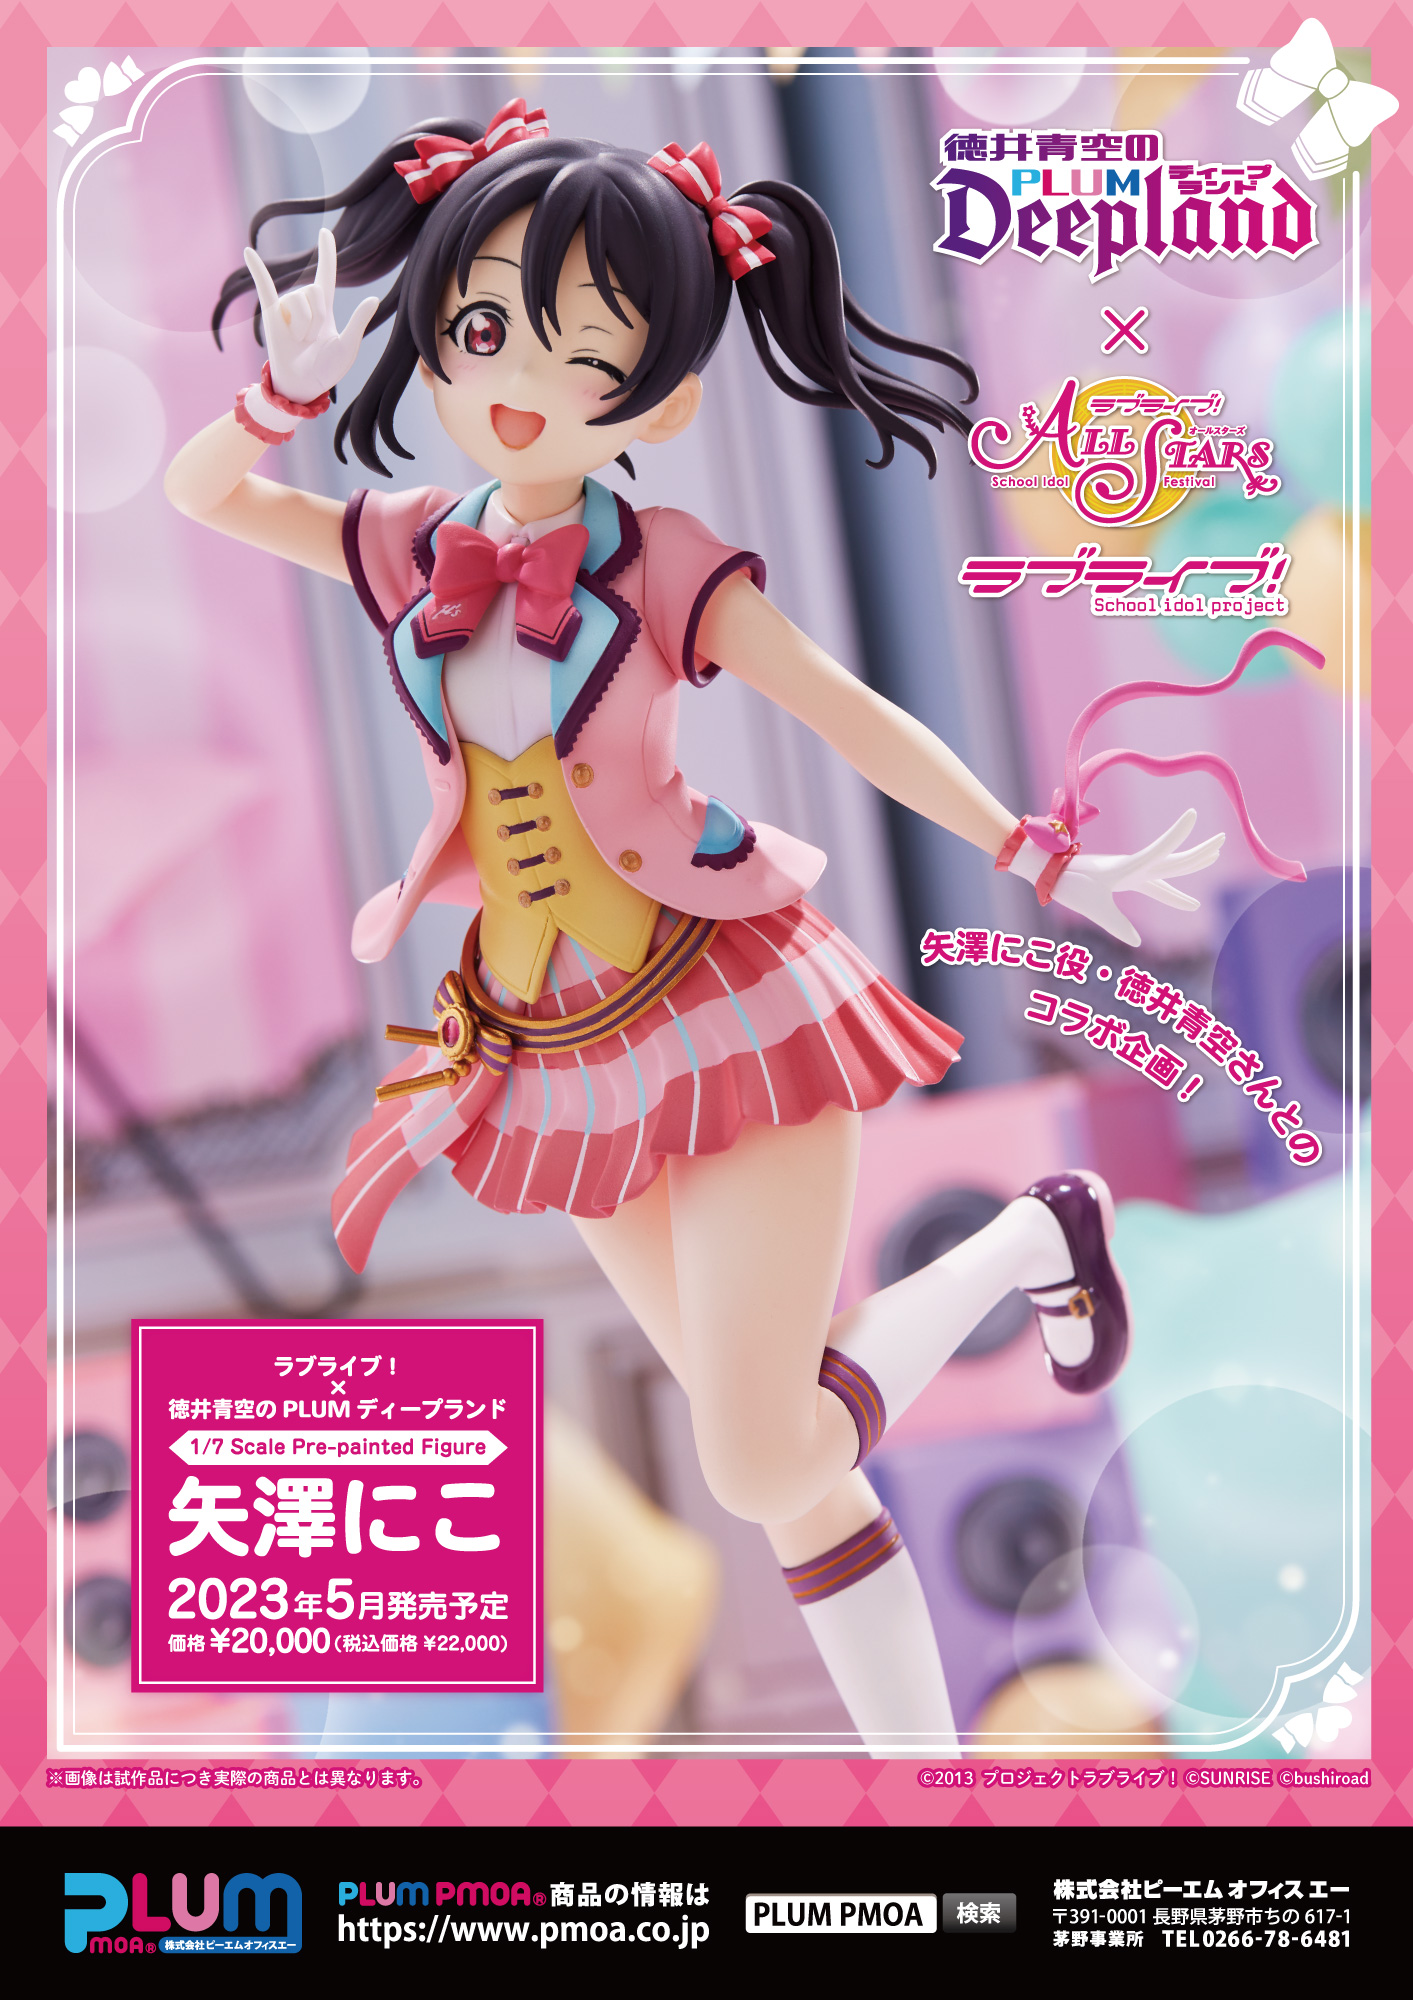 徳井青空の
PLUM
ディープ
ランド
Deepland
×
ラブライブ!
ALL STARS
オールスターズ
School Idol Festival
ラブライブ!
School idol project
μ's
矢澤にこ役・徳井青空さんとの
コラボ企画！
ラブライブ！
×
徳井青空の PLUM ディープランド
1/7 Scale Pre-painted Figure
矢澤にこ
2023年5月発売予定
価格 ¥20,000（税込価格 ¥22,000）
※画像は試作品につき実際の商品とは異なります。
©2013 プロジェクトラブライブ！ ©SUNRISE ©bushiroad
PLUM
PMOA® 株式会社ピーエムオフィスエー
PLUM PMOA® 商品の情報は
https://www.pmoa.co.jp
PLUM PMOA 検索
株式会社ピーエム オフィス エー
〒391-0001 長野県茅野市ちの 617-1
茅野事業所 TEL0266-78-6481